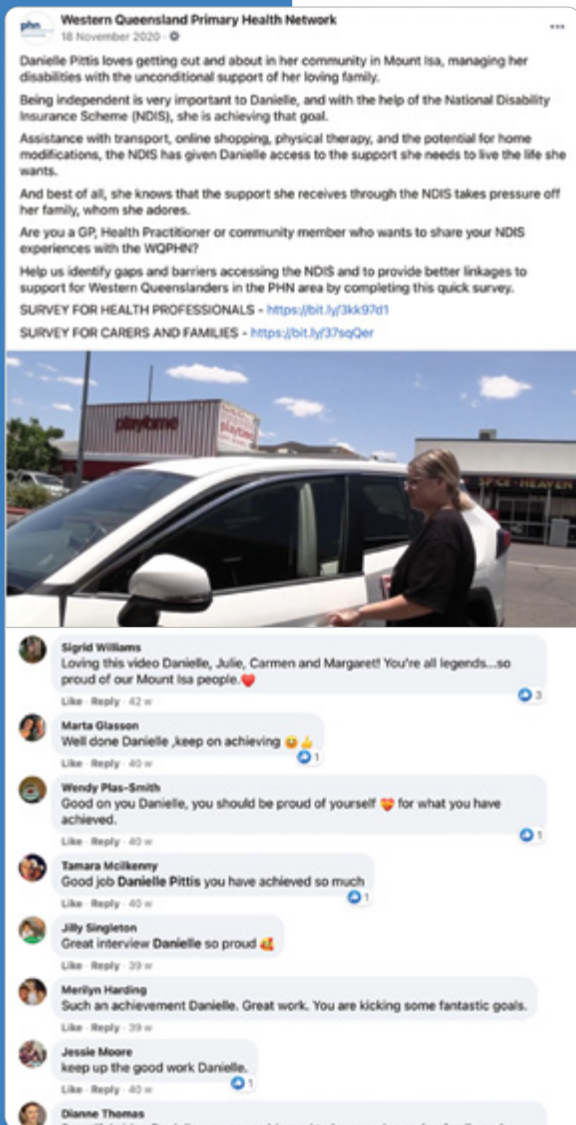 phn
Western Queensland Primary Health Network
18 November 2020 ·
Danielle Pittis loves getting out and about in her community in Mount Isa, managing her
disabilities with the unconditional support of her loving family.
Being independent is very important to Danielle, and with the help of the National Disability
Insurance Scheme (NDIS), she is achieving that goal.
Assistance with transport, online shopping, physical therapy, and the potential for home
modifications, the NDIS has given Danielle access to the support she needs to live the life she
wants.
And best of all, she knows that the support she receives through the NDIS takes pressure off
her family, whom she adores.
Are you a GP, Health Practitioner or community member who wants to share your NDIS
experiences with the WQPHN?
Help us identify gaps and barriers accessing the NDIS and to provide better linkages to
support for Western Queenslanders in the PHN area by completing this quick survey.
SURVEY FOR HEALTH PROFESSIONALS - https://bit.ly/3kk97d1
SURVEY FOR CARERS AND FAMILIES - https://bit.ly/37sqQer
playtime
playtime
SPICE HEAVEN
Sigrid Williams
Loving this video Danielle, Julie, Carmen and Margaret! You're all legends...so
proud of our Mount Isa people.❤️
Like · Reply · 42 w
3
Marta Glasson
Well done Danielle ,keep on achieving 😀👍
Like · Reply · 40 w
1
Wendy Plas-Smith
Good on you Danielle, you should be proud of yourself 💝 for what you have
achieved.
Like · Reply · 40 w
1
Tamara Mcilkenny
Good job Danielle Pittis you have achieved so much
Like · Reply · 40 w
1
Jilly Singleton
Great interview Danielle so proud 🥰
Like · Reply · 39 w
Merilyn Harding
Such an achievement Danielle. Great work. You are kicking some fantastic goals.
Like · Reply · 39 w
Jessie Moore
keep up the good work Danielle.
Like · Reply · 40 w
1
Dianne Thomas